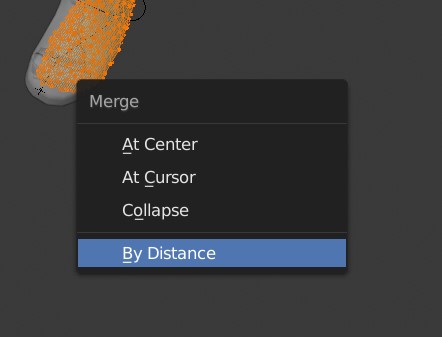 Merge
At Center
At Cursor
Collapse
By Distance